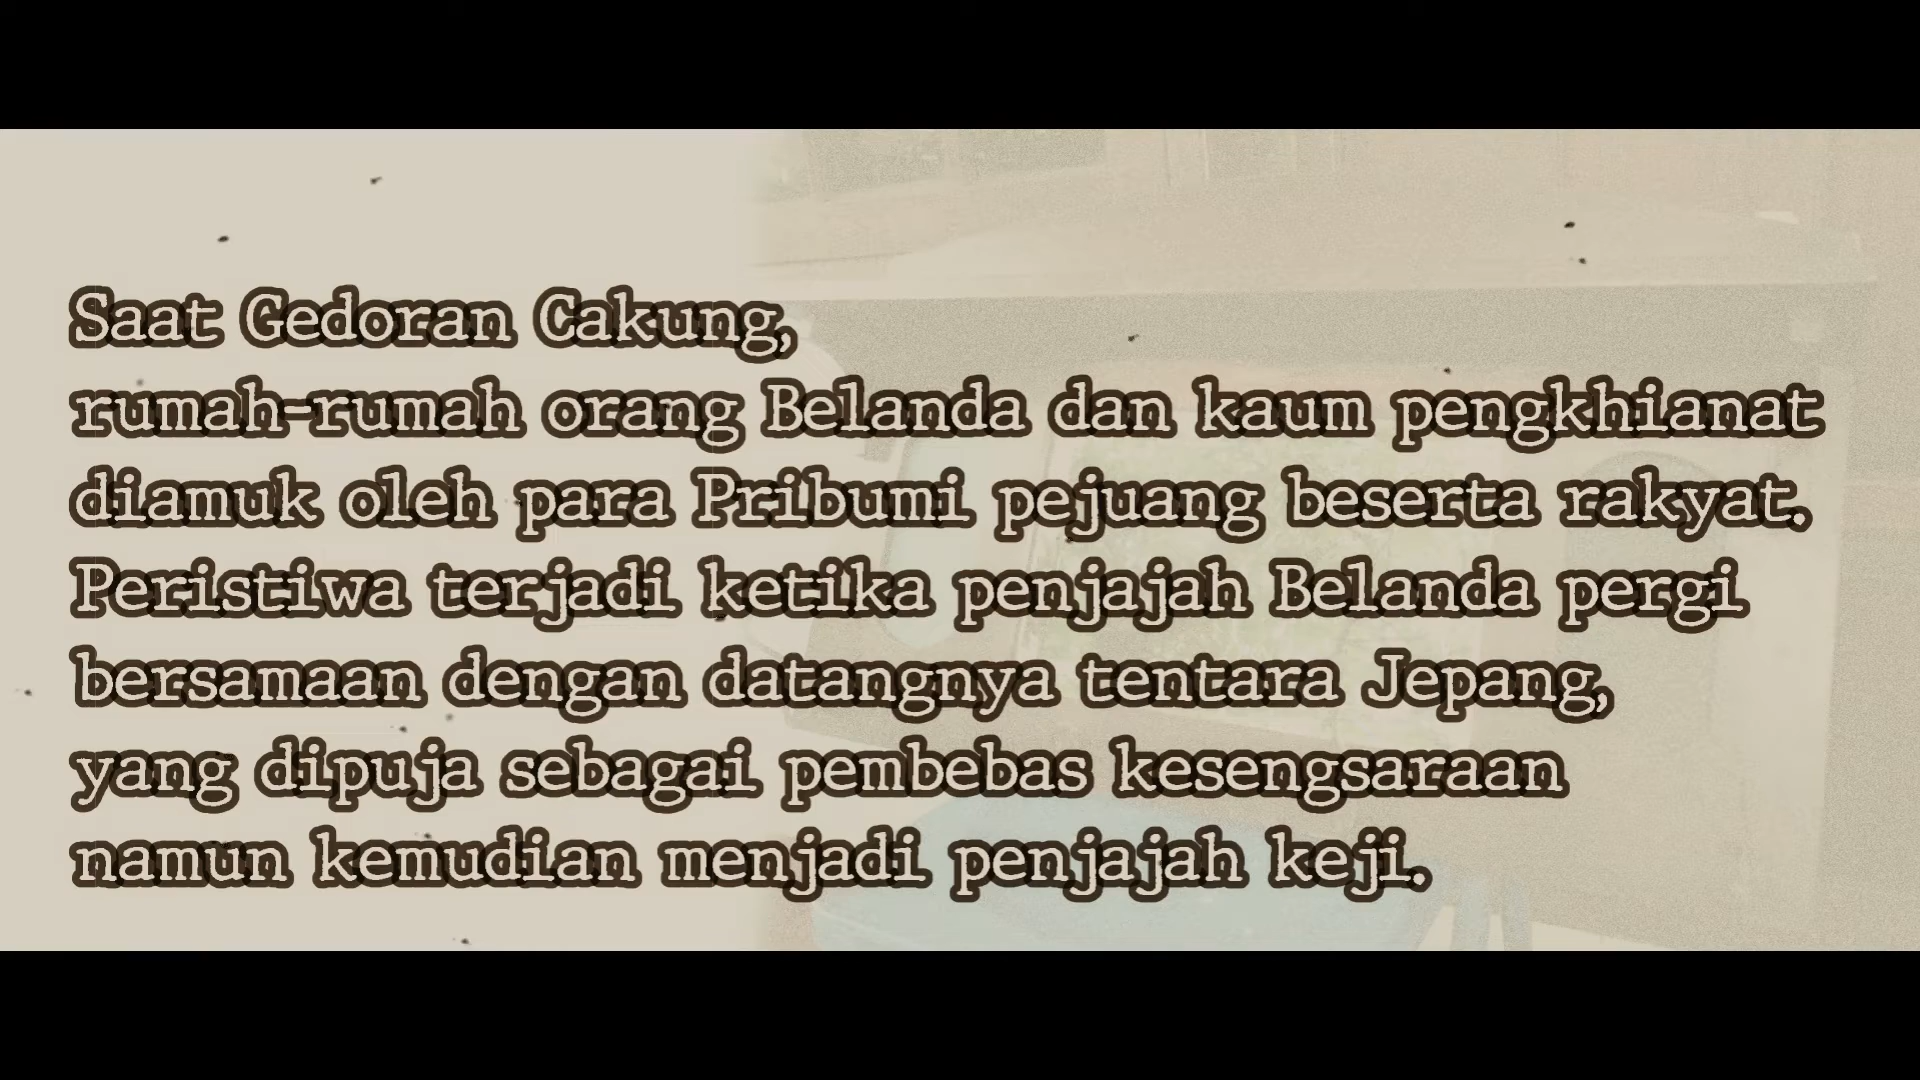 Saat Gedoran Cakung,
rumah-rumah orang Belanda dan kaum pengkhianat
diamuk oleh para Pribumi pejuang beserta rakyat.
Peristiwa terjadi ketika penjajah Belanda pergi
bersamaan dengan datangnya tentara Jepang,
yang dipuja sebagai pembebas kesengsaraan
namun kemudian menjadi penjajah keji.